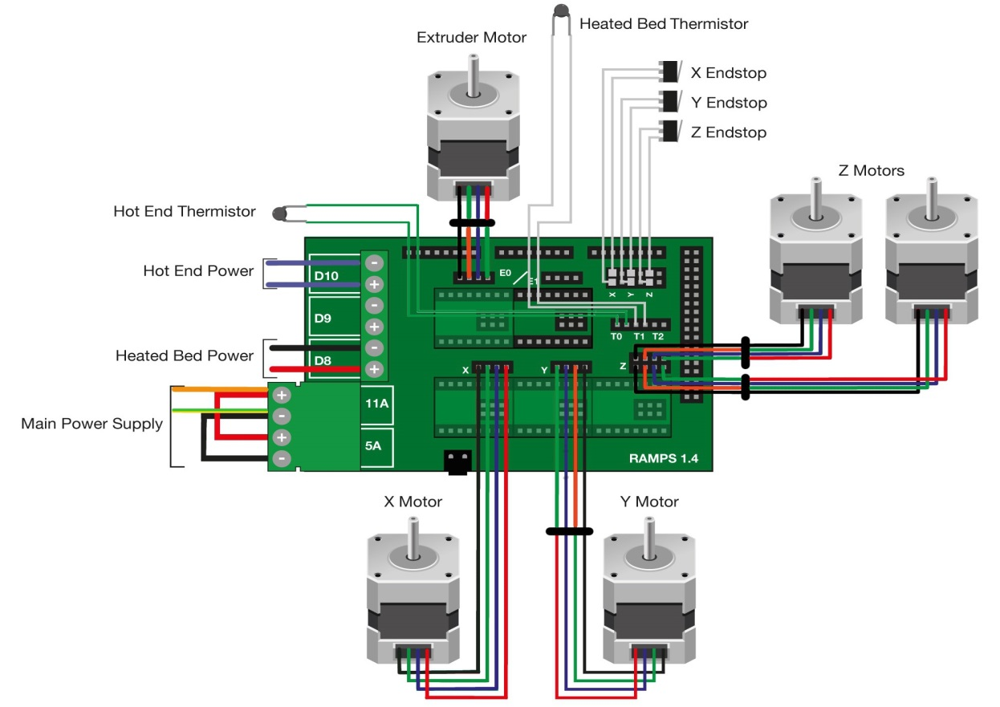 Heated Bed Thermistor
Extruder Motor
X Endstop
Y Endstop
Z Endstop
Z Motors
Hot End Thermistor
Hot End Power
D10
E0
E1
X
Y
Z
D9
T0
T1
T2
Heated Bed Power
D8
X
Y
Z
Main Power Supply
11A
5A
RAMPS 1.4
X Motor
Y Motor